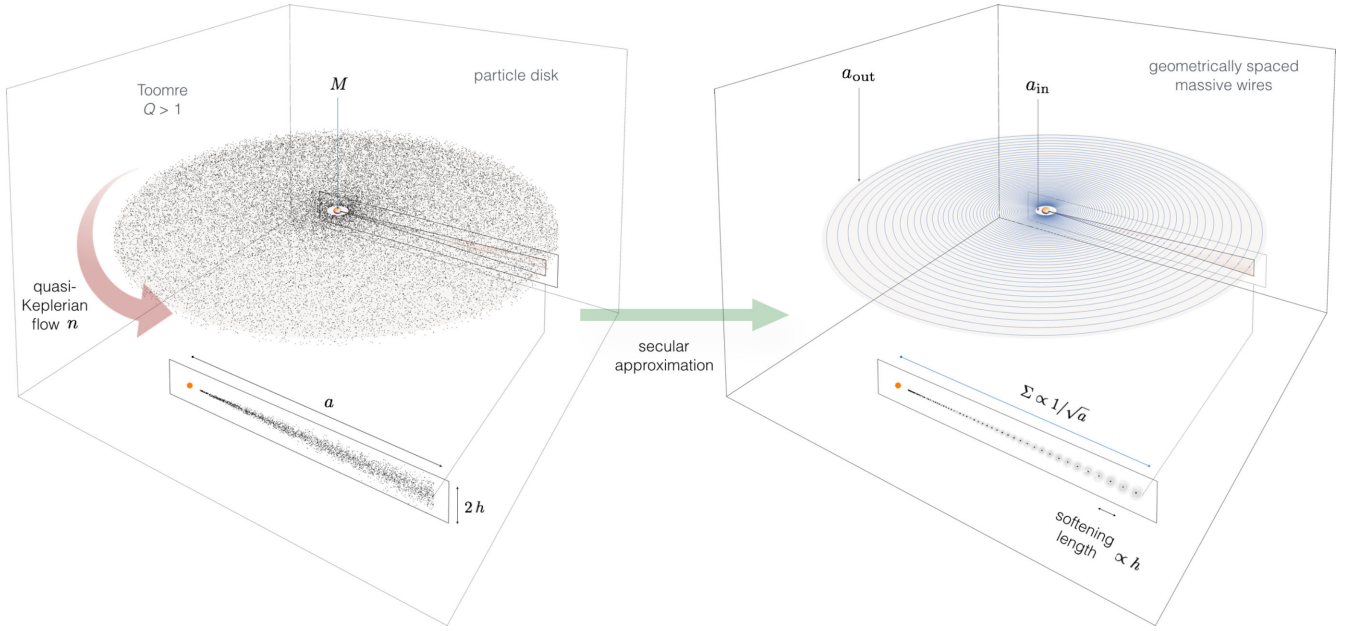 Toomre
Q > 1
M
particle disk
quasi-
Keplerian
flow n
a
2 h
secular
approximation
a_out
a_in
geometrically spaced
massive wires
Σ ∝ 1/√a
softening
length ∝ h